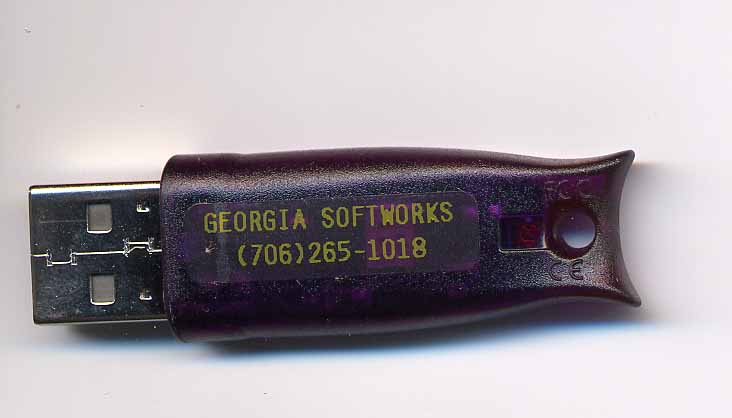 GEORGIA SOFTWORKS
(706)265-1018
FCC
CE